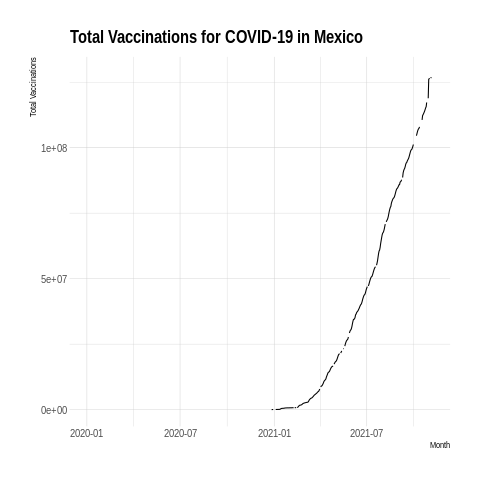 Total Vaccinations for COVID-19 in Mexico
Total Vaccinations
1e+08
5e+07
0e+00
2020-01 2020-07 2021-01 2021-07
Month